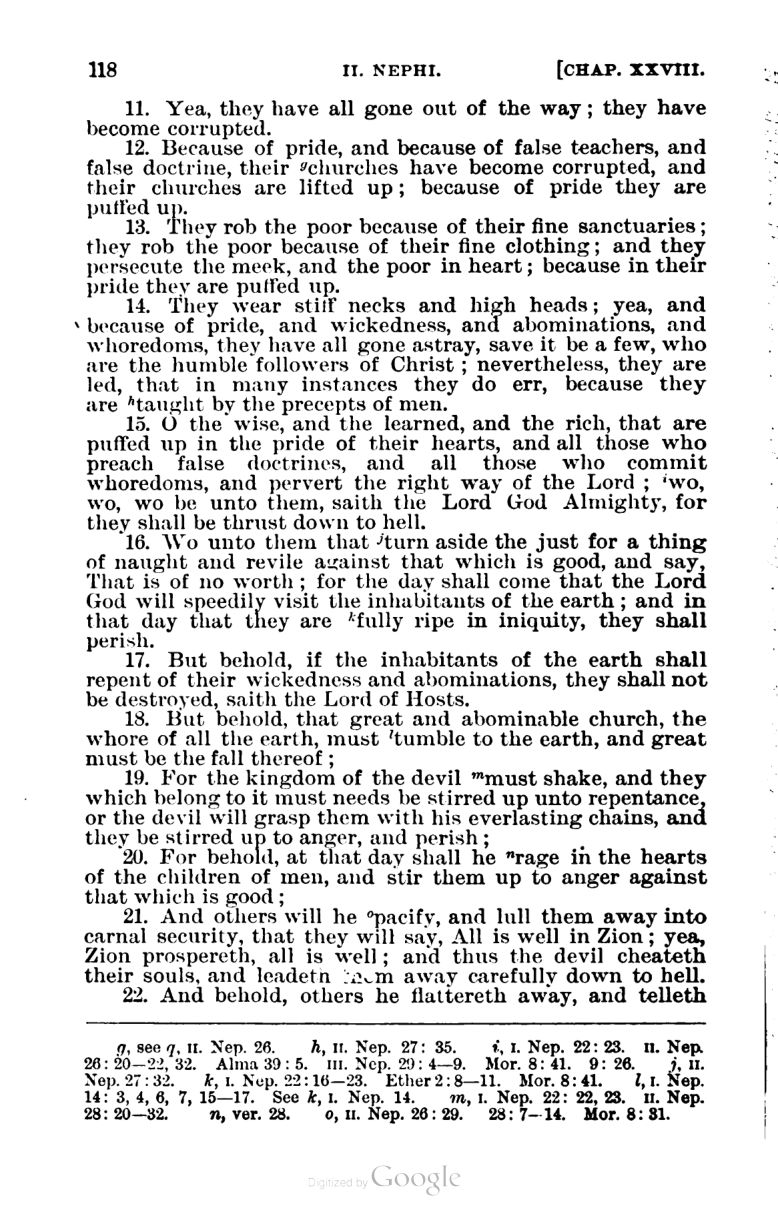 118 II. NEPHI. [CHAP. XXVIII.
11. Yea, they have all gone out of the way; they have
become corrupted.
12. Because of pride, and because of false teachers, and
false doctrine, their gchurches have become corrupted, and
their churches are lifted up; because of pride they are
puffed up.
13. They rob the poor because of their fine sanctuaries;
they rob the poor because of their fine clothing; and they
persecute the meek, and the poor in heart; because in their
pride they are puffed up.
14. They wear stiff necks and high heads; yea, and
because of pride, and wickedness, and abominations, and
whoredoms, they have all gone astray, save it be a few, who
are the humble followers of Christ; nevertheless, they are
led, that in many instances they do err, because they
are htaught by the precepts of men.
15. O the wise, and the learned, and the rich, that are
puffed up in the pride of their hearts, and all those who
preach false doctrines, and all those who commit
whoredoms, and pervert the right way of the Lord; iwo,
wo, wo be unto them, saith the Lord God Almighty, for
they shall be thrust down to hell.
16. Wo unto them that jturn aside the just for a thing
of naught and revile against that which is good, and say,
That is of no worth; for the day shall come that the Lord
God will speedily visit the inhabitants of the earth; and in
that day that they are kfully ripe in iniquity, they shall
perish.
17. But behold, if the inhabitants of the earth shall
repent of their wickedness and abominations, they shall not
be destroyed, saith the Lord of Hosts.
18. But behold, that great and abominable church, the
whore of all the earth, must ltumble to the earth, and great
must be the fall thereof;
19. For the kingdom of the devil mmust shake, and they
which belong to it must needs be stirred up unto repentance,
or the devil will grasp them with his everlasting chains, and
they be stirred up to anger, and perish;
20. For behold, at that day shall he nrage in the hearts
of the children of men, and stir them up to anger against
that which is good;
21. And others will he opacify, and lull them away into
carnal security, that they will say, All is well in Zion; yea,
Zion prospereth, all is well; and thus the devil cheateth
their souls, and leadeth them away carefully down to hell.
22. And behold, others he flattereth away, and telleth
g, see q, II. Nep. 26. h, II. Nep. 27: 35. i, I. Nep. 22: 23. II. Nep.
26: 20—22, 32. Alma 39: 5. III. Nep. 29: 4—9. Mor. 8: 41. 9: 26. j, II.
Nep. 27: 32. k, I. Nep. 22: 16—23. Ether 2: 8—11. Mor. 8: 41. l, I. Nep.
14: 3, 4, 6, 7, 15—17. See k, I. Nep. 14. m, I. Nep. 22: 22, 23. II. Nep.
28: 20—32. n, ver. 28. o, II. Nep. 26: 29. 28: 7—14. Mor. 8: 31.
Digitized by Google